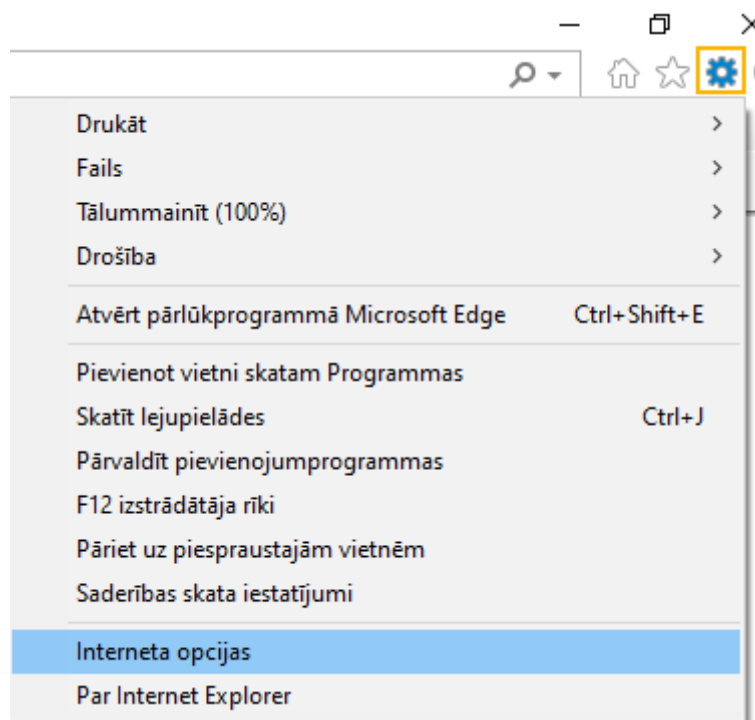 Drukāt
Fails
Tālummainīt (100%)
Drošība
Atvērt pārlūkprogrammā Microsoft Edge Ctrl+Shift+E
Pievienot vietni skatam Programmas
Skatīt lejupielādes Ctrl+J
Pārvaldīt pievienojumprogrammas
F12 izstrādātāja rīki
Pāriet uz piespraustajām vietnēm
Saderības skata iestatījumi
Interneta opcijas
Par Internet Explorer